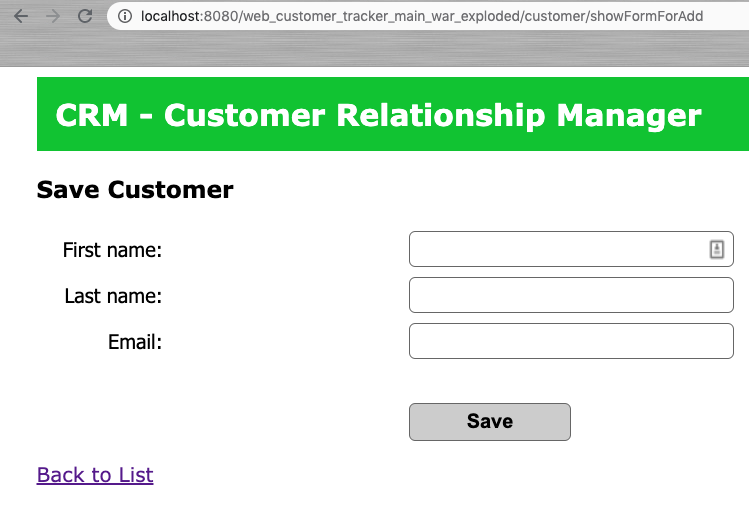 localhost:8080/web_customer_tracker_main_war_exploded/customer/showFormForAdd
CRM - Customer Relationship Manager
Save Customer
First name:
Last name:
Email:
Save
Back to List